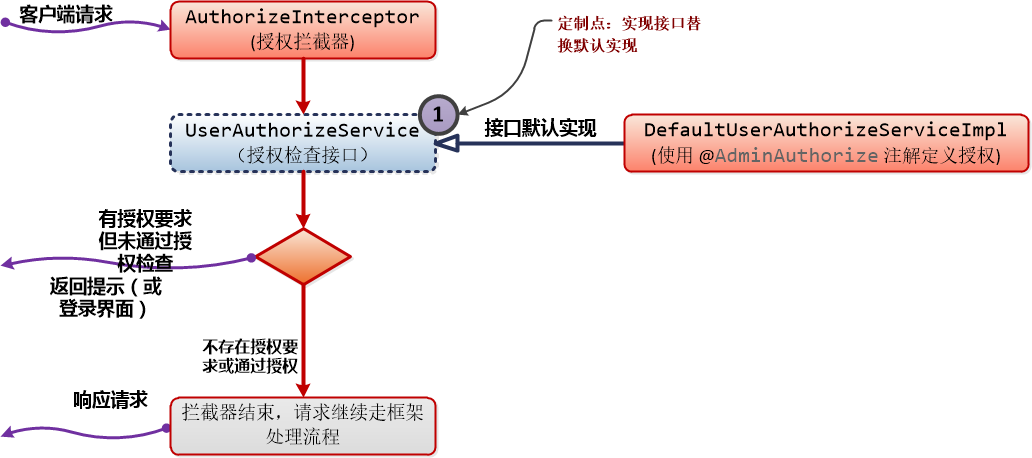 客户端请求
AuthorizeInterceptor
(授权拦截器)
定制点：实现接口替
换默认实现
1
UserAuthorizeService
（授权检查接口）
接口默认实现
DefaultUserAuthorizeServiceImpl
(使用 @AdminAuthorize 注解定义授权)
有授权要求
但未通过授
权检查
返回提示（或
登录界面）
不存在授权要
求或通过授权
响应请求
拦截器结束，请求继续走框架
处理流程